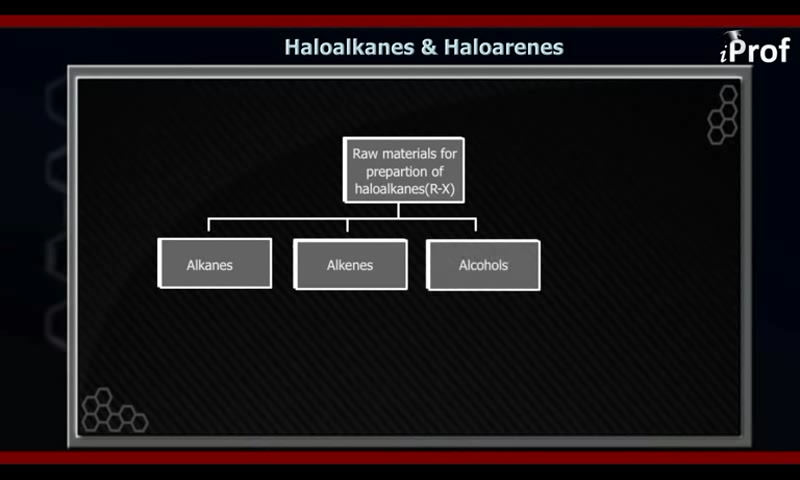 Haloalkanes & Haloarenes
iProf
Raw materials for
prepartion of
haloalkanes(R-X)
Alkanes
Alkenes
Alcohols